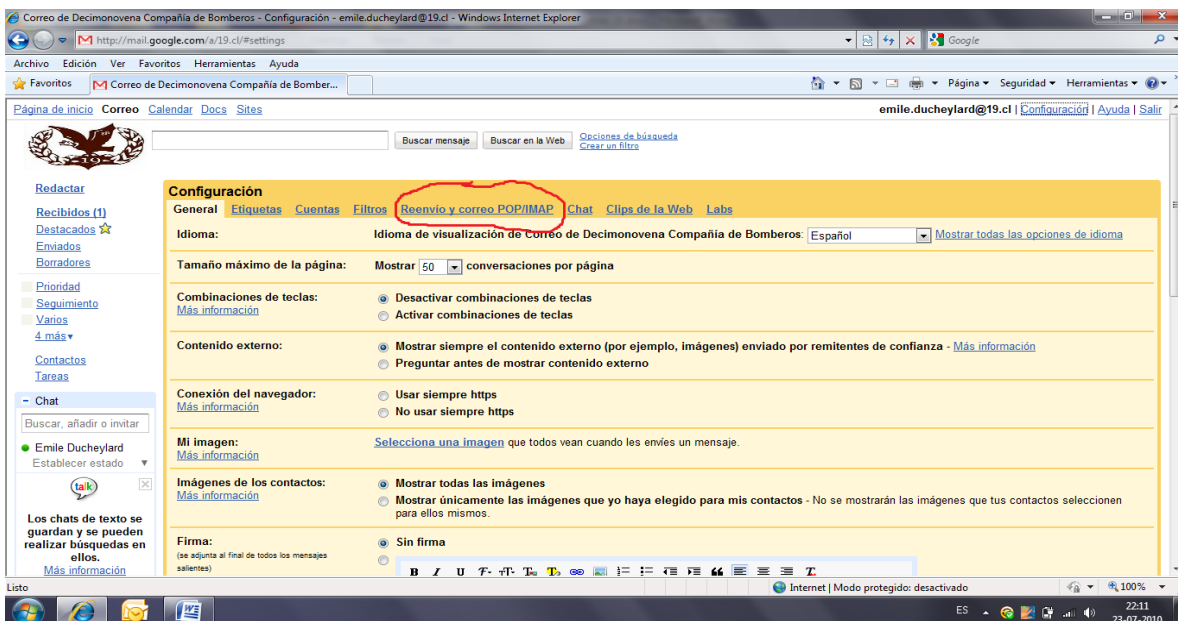 Correo de Decimonovena Compañía de Bomberos - Configuración - emile.ducheylard@19.cl - Windows Internet Explorer
http://mail.google.com/a/19.cl/#settings
Google
Archivo Edición Ver Favoritos Herramientas Ayuda
Favoritos
Correo de Decimonovena Compañía de Bomber...
Página Seguridad Herramientas
Página de inicio Correo Calendar Docs Sites
emile.ducheylard@19.cl | Configuración | Ayuda | Salir
19
Buscar mensaje Buscar en la Web
Opciones de búsqueda
Crear un filtro
Redactar
Recibidos (1)
Destacados
Enviados
Borradores
Prioridad
Seguimiento
Varios
4 más▾
Contactos
Tareas
− Chat
Buscar, añadir o invitar
Emile Ducheylard
Establecer estado
talk
Los chats de texto se
guardan y se pueden
realizar búsquedas en
ellos.
Más información
Configuración
General Etiquetas Cuentas Filtros Reenvío y correo POP/IMAP Chat Clips de la Web Labs
Idioma: Idioma de visualización de Correo de Decimonovena Compañía de Bomberos: Español Mostrar todas las opciones de idioma
Tamaño máximo de la página: Mostrar 50 conversaciones por página
Combinaciones de teclas:
Más información
Desactivar combinaciones de teclas
Activar combinaciones de teclas
Contenido externo:
Mostrar siempre el contenido externo (por ejemplo, imágenes) enviado por remitentes de confianza - Más información
Preguntar antes de mostrar contenido externo
Conexión del navegador:
Más información
Usar siempre https
No usar siempre https
Mi imagen:
Más información
Selecciona una imagen que todos vean cuando les envíes un mensaje.
Imágenes de los contactos:
Más información
Mostrar todas las imágenes
Mostrar únicamente las imágenes que yo haya elegido para mis contactos - No se mostrarán las imágenes que tus contactos seleccionen
para ellos mismos.
Firma:
(se adjunta al final de todos los mensajes
salientes)
Sin firma
B I U
Listo
Internet | Modo protegido: desactivado
100%
ES
22:11
23-07-2010